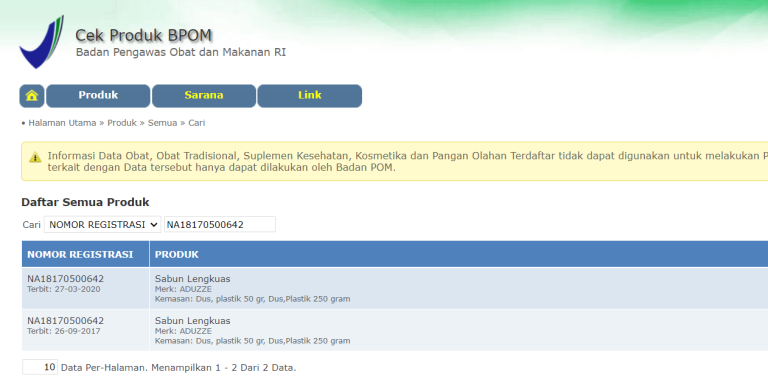 Cek Produk BPOM
Badan Pengawas Obat dan Makanan RI
Produk Sarana Link
• Halaman Utama » Produk » Semua » Cari
Informasi Data Obat, Obat Tradisional, Suplemen Kesehatan, Kosmetika dan Pangan Olahan Terdaftar tidak dapat digunakan untuk melakukan P
terkait dengan Data tersebut hanya dapat dilakukan oleh Badan POM.
Daftar Semua Produk
Cari NOMOR REGISTRASI NA18170500642
NOMOR REGISTRASI PRODUK
NA18170500642 Sabun Lengkuas
Terbit: 27-03-2020 Merk: ADUZZE
Kemasan: Dus, plastik 50 gr, Dus,Plastik 250 gram
NA18170500642 Sabun Lengkuas
Terbit: 26-09-2017 Merk: ADUZZE
Kemasan: Dus, plastik 50 gr, Dus,Plastik 250 gram
10 Data Per-Halaman. Menampilkan 1 - 2 Dari 2 Data.